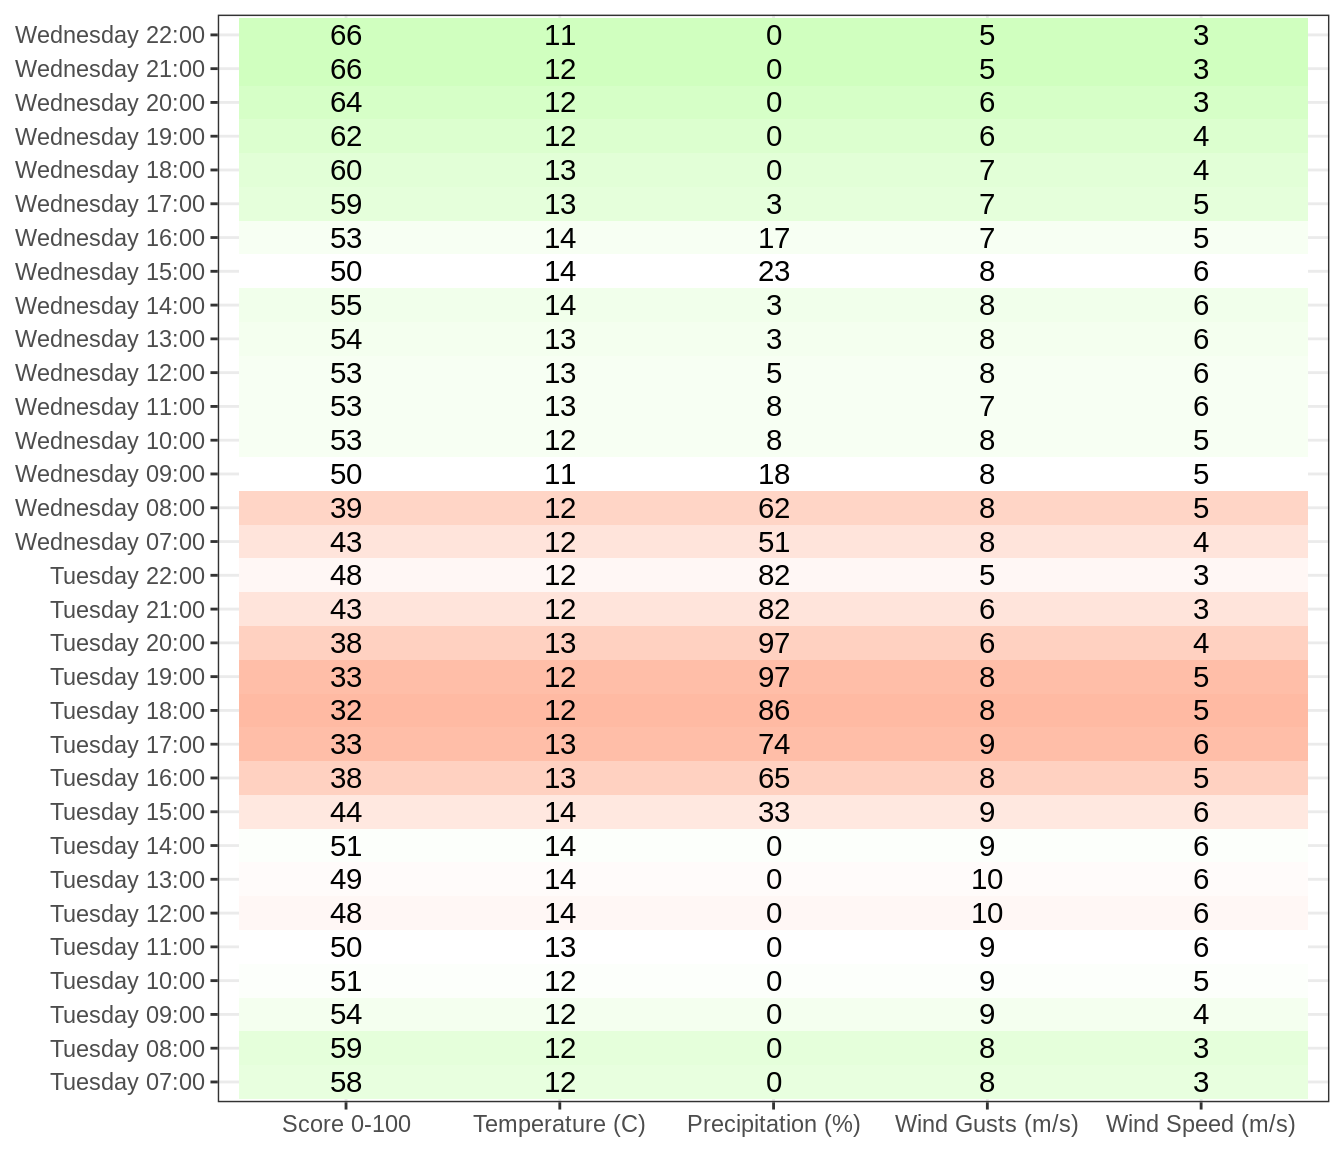 Wednesday 22:00 66 11 0 5 3
Wednesday 21:00 66 12 0 5 3
Wednesday 20:00 64 12 0 6 3
Wednesday 19:00 62 12 0 6 4
Wednesday 18:00 60 13 0 7 4
Wednesday 17:00 59 13 3 7 5
Wednesday 16:00 53 14 17 7 5
Wednesday 15:00 50 14 23 8 6
Wednesday 14:00 55 14 3 8 6
Wednesday 13:00 54 13 3 8 6
Wednesday 12:00 53 13 5 8 6
Wednesday 11:00 53 13 8 7 6
Wednesday 10:00 53 12 8 8 5
Wednesday 09:00 50 11 18 8 5
Wednesday 08:00 39 12 62 8 5
Wednesday 07:00 43 12 51 8 4
Tuesday 22:00 48 12 82 5 3
Tuesday 21:00 43 12 82 6 3
Tuesday 20:00 38 13 97 6 4
Tuesday 19:00 33 12 97 8 5
Tuesday 18:00 32 12 86 8 5
Tuesday 17:00 33 13 74 9 6
Tuesday 16:00 38 13 65 8 5
Tuesday 15:00 44 14 33 9 6
Tuesday 14:00 51 14 0 9 6
Tuesday 13:00 49 14 0 10 6
Tuesday 12:00 48 14 0 10 6
Tuesday 11:00 50 13 0 9 6
Tuesday 10:00 51 12 0 9 5
Tuesday 09:00 54 12 0 9 4
Tuesday 08:00 59 12 0 8 3
Tuesday 07:00 58 12 0 8 3
Score 0-100 Temperature (C) Precipitation (%) Wind Gusts (m/s) Wind Speed (m/s)